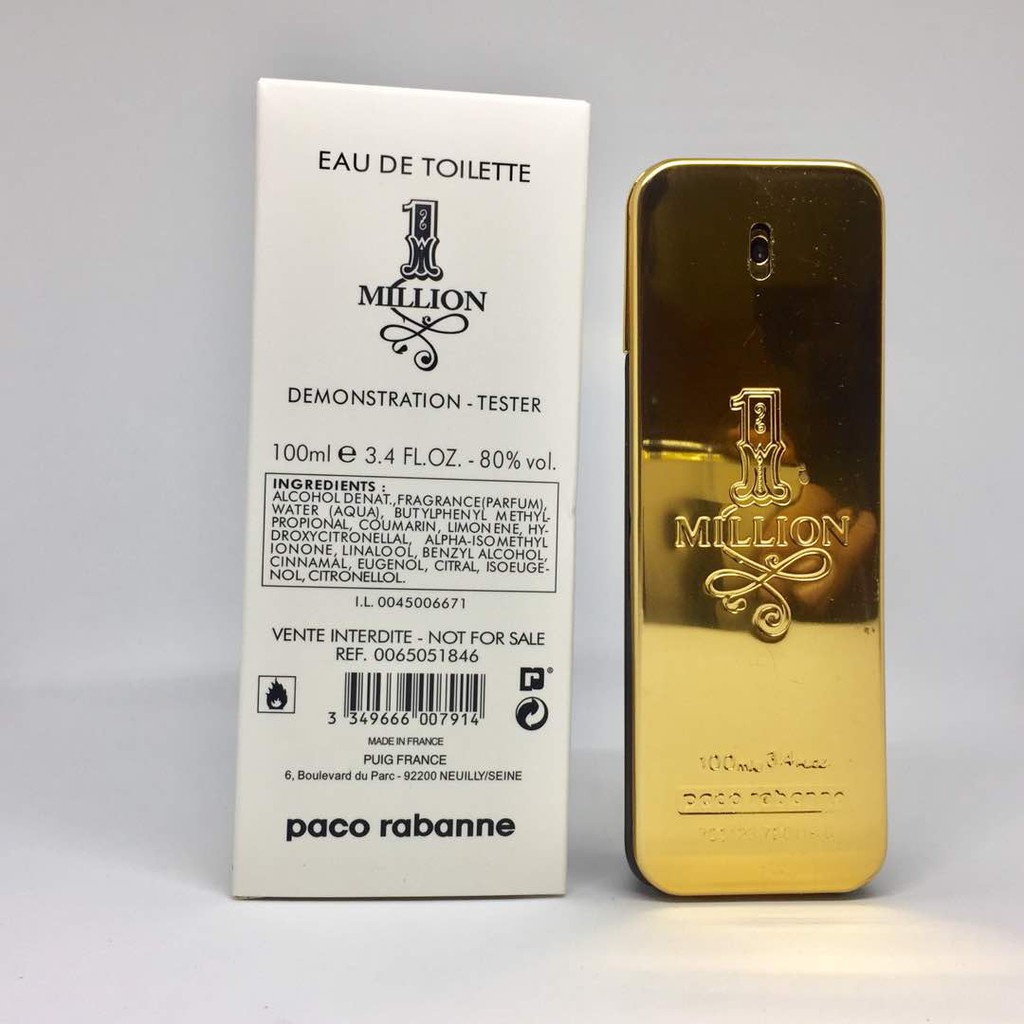 EAU DE TOILETTE
1
MILLION
DEMONSTRATION - TESTER
100ml e 3.4 FL.OZ. - 80% vol.
INGREDIENTS :
ALCOHOL DENAT., FRAGRANCE(PARFUM),
WATER (AQUA), BUTYLPHENYL METHYL-
PROPIONAL, COUMARIN, LIMONENE, HY-
DROXYCITRONELLAL, ALPHA-ISOMETHYL
IONONE, LINALOOL, BENZYL ALCOHOL,
CINNAMAL, EUGENOL, CITRAL, ISOEUGE-
NOL, CITRONELLOL.
I.L. 0045006671
VENTE INTERDITE - NOT FOR SALE
REF. 0065051846
3 349666 007914
MADE IN FRANCE
PUIG FRANCE
6, Boulevard du Parc - 92200 NEUILLY/SEINE
paco rabanne
1
MILLION
100ml 3.4
paco rabanne